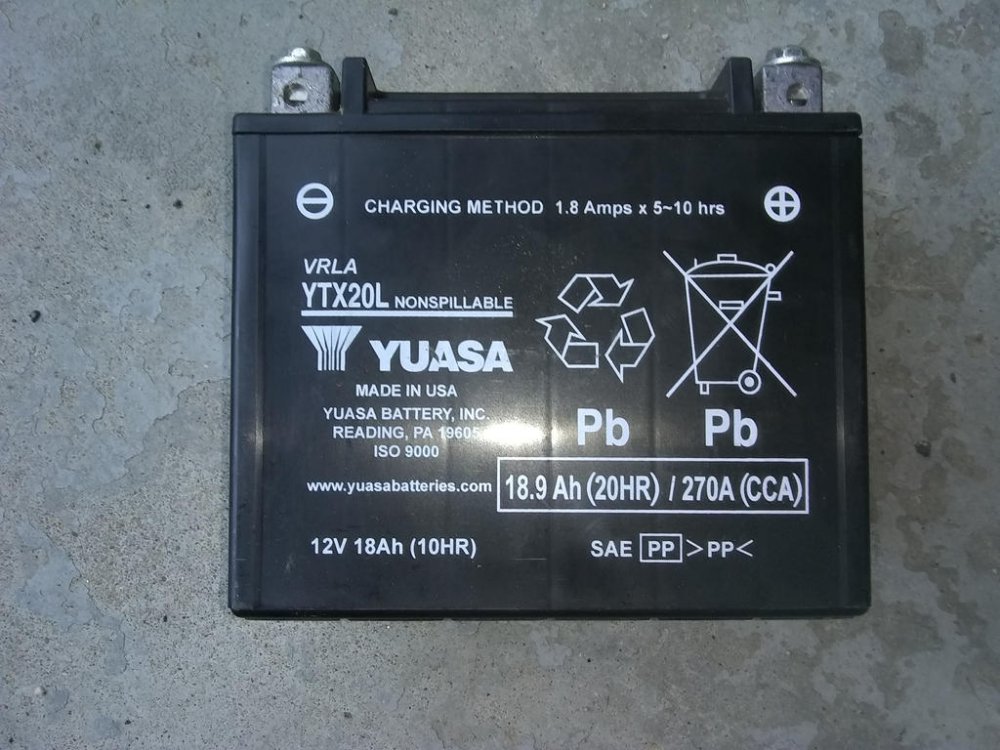 CHARGING METHOD 1.8 Amps x 5~10 hrs
VRLA
YTX20L NONSPILLABLE
YUASA
MADE IN USA
YUASA BATTERY, INC.
READING, PA 19605
ISO 9000
www.yuasabatteries.com
Pb Pb
18.9 Ah (20HR) / 270A (CCA)
12V 18Ah (10HR)
SAE PP >PP<